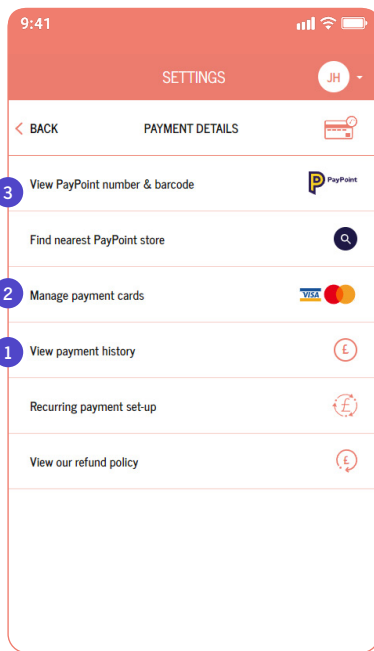 9:41
SETTINGS
JH
BACK
PAYMENT DETAILS
3
View PayPoint number & barcode
PayPoint
Find nearest PayPoint store
2
Manage payment cards
VISA
1
View payment history
£
Recurring payment set-up
£
View our refund policy
£